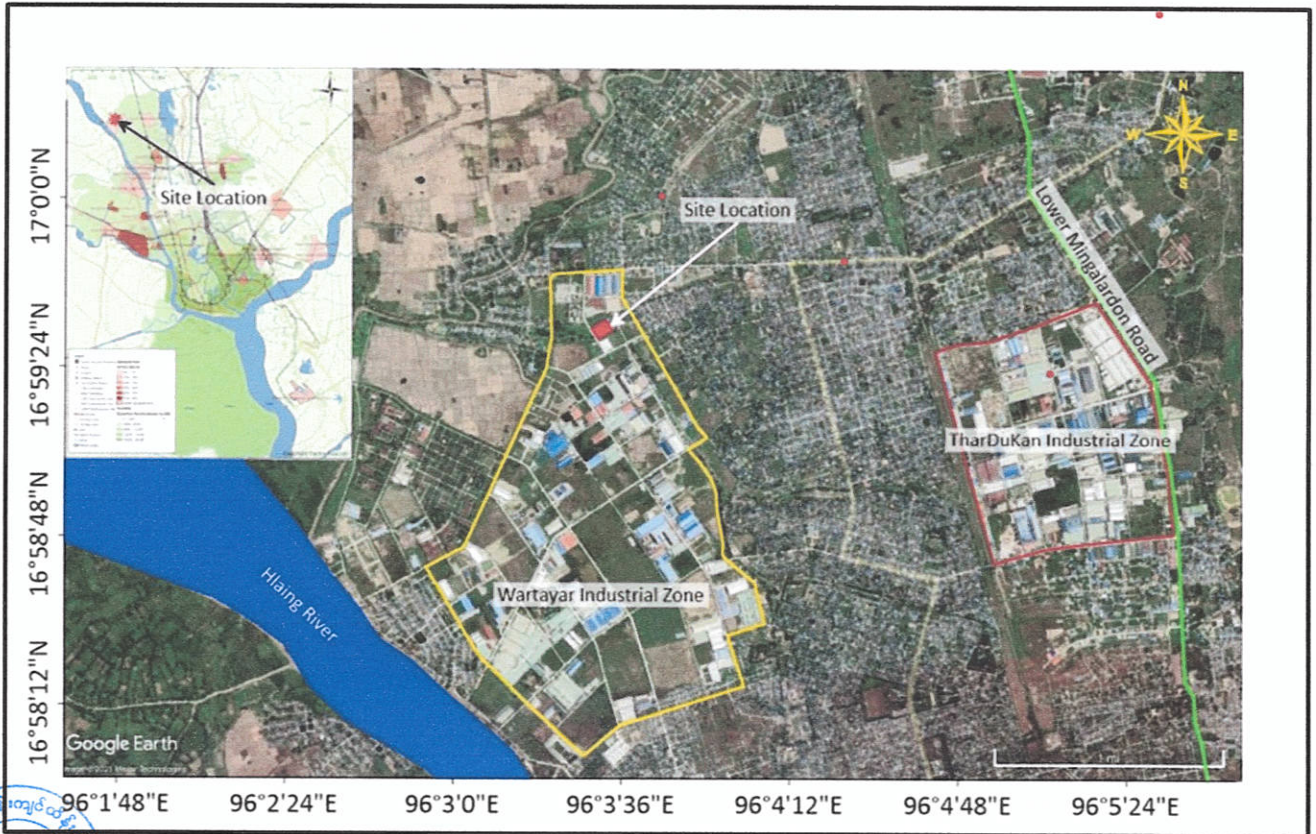 Site Location
Site Location
N
W
E
S
Lower Mingalardon Road
TharDuKan Industrial Zone
Wartayar Industrial Zone
Hlaing River
Google Earth
1 mi
17°0'0"N
16°59'24"N
16°58'48"N
16°58'12"N
96°1'48"E
96°2'24"E
96°3'0"E
96°3'36"E
96°4'12"E
96°4'48"E
96°5'24"E